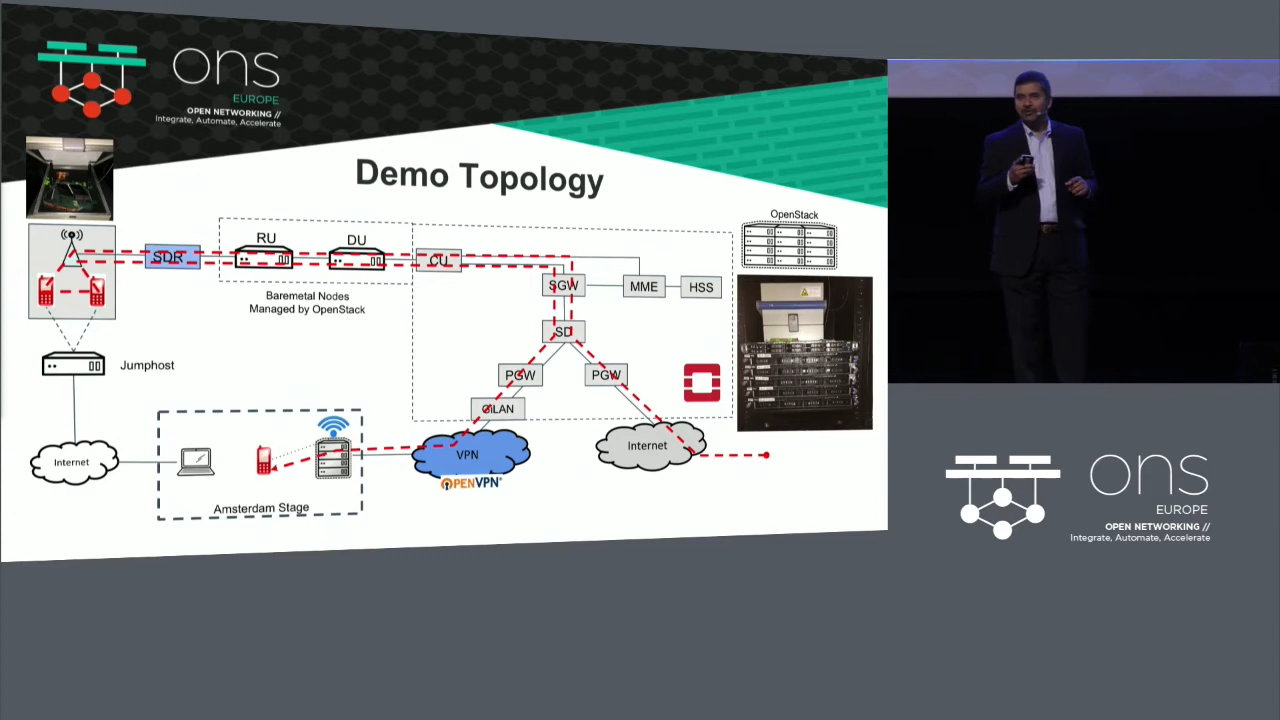 ons
EUROPE
OPEN NETWORKING //
Integrate, Automate, Accelerate
Demo Topology
OpenStack
RU
DU
SDR
CU
SGW
MME
HSS
Baremetal Nodes
Managed by OpenStack
SD
Jumphost
PGW
PGW
GiLAN
Internet
VPN
Internet
OPENVPN
Amsterdam Stage
ons
EUROPE
OPEN NETWORKING //
Integrate, Automate, Accelerate